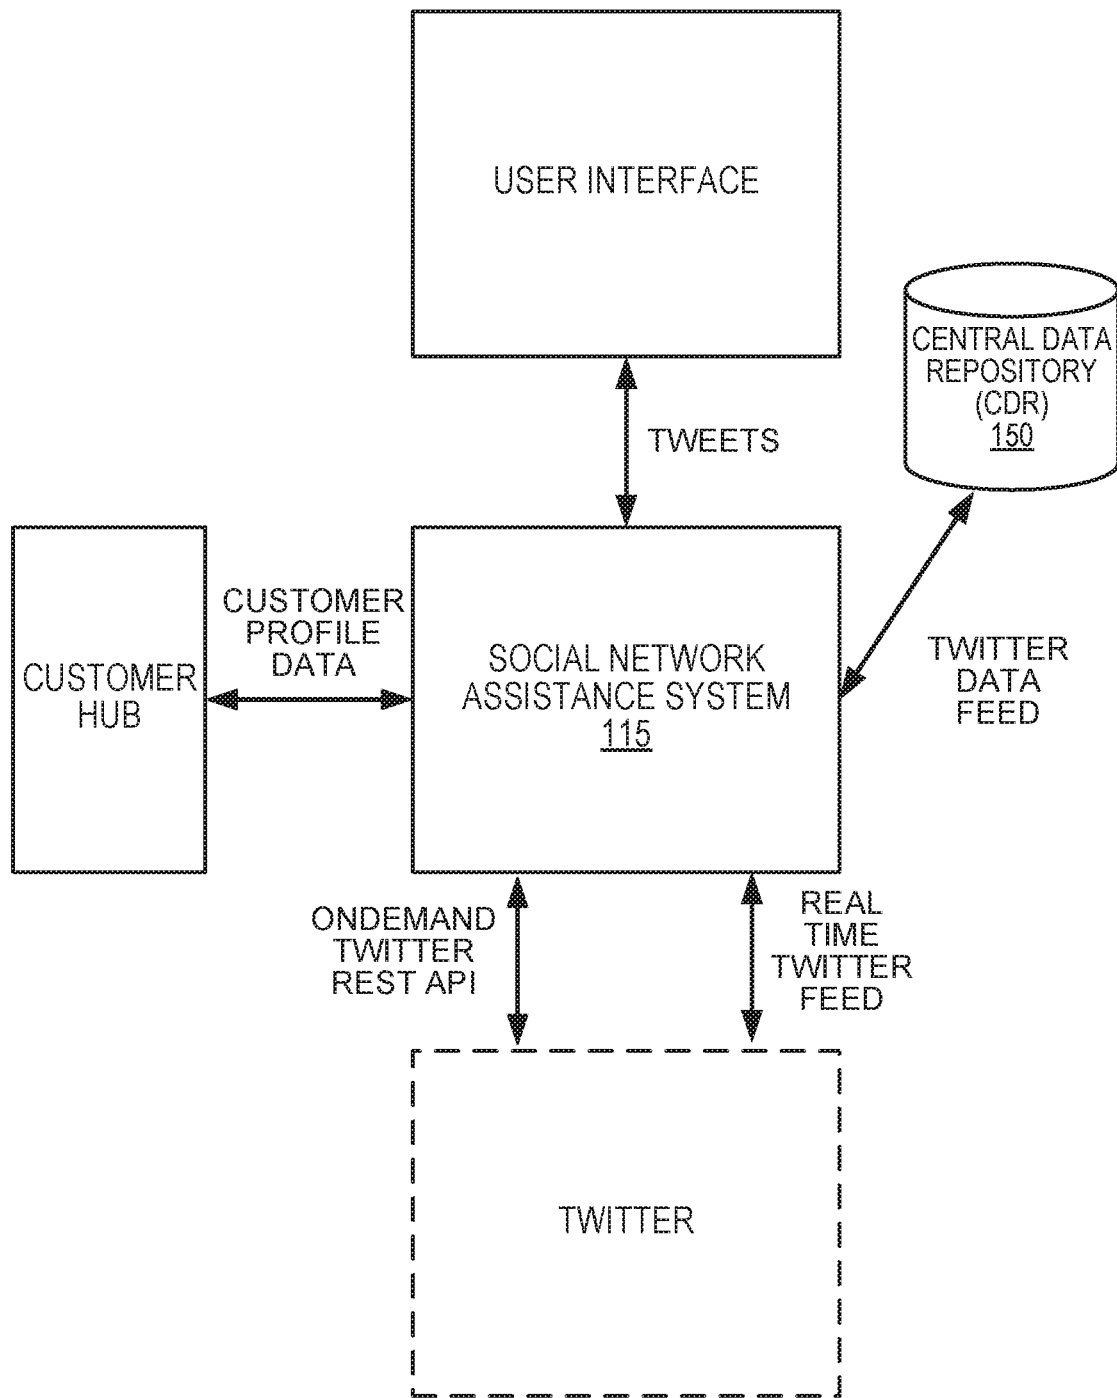 USER INTERFACE
CENTRAL DATA
REPOSITORY
(CDR)
150
TWEETS
CUSTOMER
PROFILE
DATA
CUSTOMER
HUB
SOCIAL NETWORK
ASSISTANCE SYSTEM
115
TWITTER
DATA
FEED
ONDEMAND
TWITTER
REST API
REAL
TIME
TWITTER
FEED
TWITTER